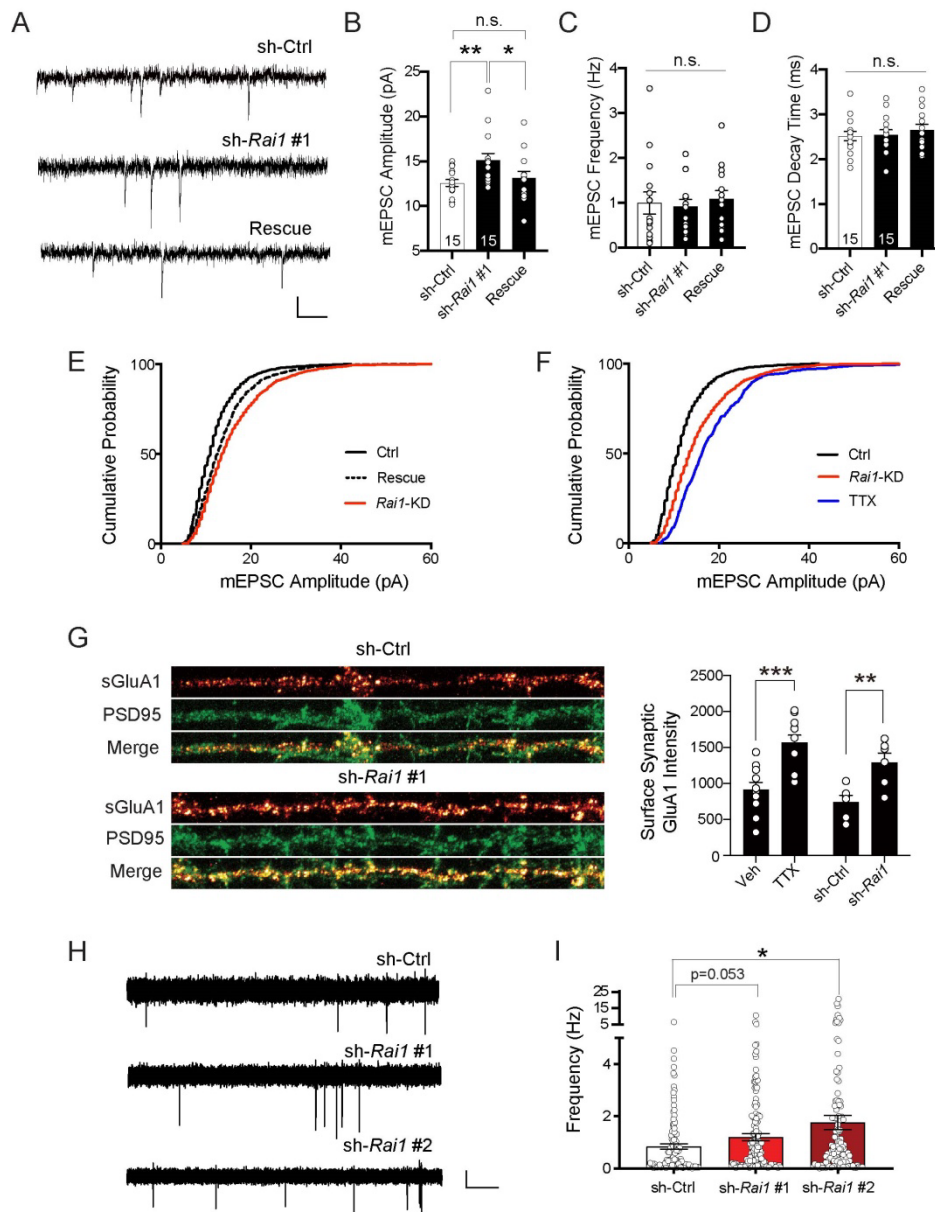 A
sh-Ctrl
sh-Rai1 #1
Rescue
B
n.s.
** *
mEPSC Amplitude (pA)
25
20
15
10
5
15 15
sh-Ctrl
sh-Rai1 #1
Rescue
C
n.s.
mEPSC Frequency (Hz)
4
3
2
1
0
sh-Ctrl
sh-Rai1 #1
Rescue
D
n.s.
mEPSC Decay Time (ms)
4
3
2
1
0
15 15
sh-Ctrl
sh-Rai1 #1
Rescue
E
Cumulative Probability
100
50
0
0 20 40 60
mEPSC Amplitude (pA)
Ctrl
Rescue
Rai1-KD
F
Cumulative Probability
100
50
0
0 20 40 60
mEPSC Amplitude (pA)
Ctrl
Rai1-KD
TTX
G
sh-Ctrl
sGluA1
PSD95
Merge
sh-Rai1 #1
sGluA1
PSD95
Merge
Surface Synaptic
GluA1 Intensity
2500
2000
1500
1000
500
0
*** **
Veh
TTX
sh-Ctrl
sh-Rai1
H
sh-Ctrl
sh-Rai1 #1
sh-Rai1 #2
I
*
p=0.053
Frequency (Hz)
25
15
5
4
2
0
sh-Ctrl sh-Rai1 #1 sh-Rai1 #2